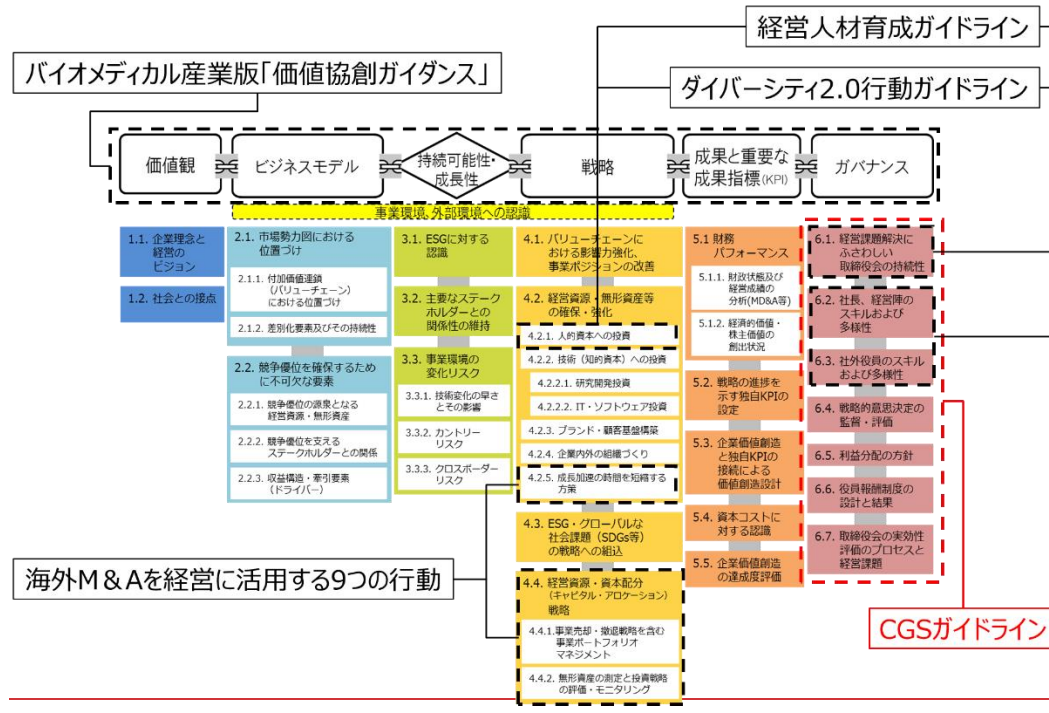 経営人材育成ガイドライン
バイオメディカル産業版「価値協創ガイダンス」
ダイバーシティ2.0行動ガイドライン
価値観
ビジネスモデル
持続可能性・
成長性
戦略
成果と重要な
成果指標(KPI)
ガバナンス
事業環境、外部環境への認識
1.1. 企業理念と
経営の
ビジョン
1.2. 社会との接点
2.1. 市場勢力図における
位置づけ
2.1.1. 付加価値連鎖
(バリューチェーン)
における位置づけ
2.1.2. 差別化要素及びその持続性
2.2. 競争優位を確保するため
に不可欠な要素
2.2.1. 競争優位の源泉となる
経営資源・無形資産
2.2.2. 競争優位を支える
ステークホルダーとの関係
2.2.3. 収益構造・牽引要素
(ドライバー)
3.1. ESGに対する
認識
3.2. 主要なステーク
ホルダーとの
関係性の維持
3.3. 事業環境の
変化リスク
3.3.1. 技術変化の早さ
とその影響
3.3.2. カントリー
リスク
3.3.3. クロスボーダー
リスク
4.1. バリューチェーンに
おける影響力強化、
事業ポジションの改善
4.2. 経営資源・無形資産等
の確保・強化
4.2.1. 人的資本への投資
4.2.2. 技術(知的資本)への投資
4.2.2.1. 研究開発投資
4.2.2.2. IT・ソフトウェア投資
4.2.3. ブランド・顧客基盤構築
4.2.4. 企業内外の組織づくり
4.2.5. 成長加速の時間を短縮する
方策
4.3. ESG・グローバルな
社会課題(SDGs等)
の戦略への組込
4.4. 経営資源・資本配分
(キャピタル・アロケーション)
戦略
4.4.1.事業売却・撤退戦略を含む
事業ポートフォリオ
マネジメント
4.4.2. 無形資産の測定と投資戦略
の評価・モニタリング
5.1 財務
パフォーマンス
5.1.1. 財政状態及び
経営成績の
分析(MD&A等)
5.1.2. 経済的価値・
株主価値の
創出状況
5.2. 戦略の進捗を
示す独自KPIの
設定
5.3. 企業価値創造
と独自KPIの
接続による
価値創造設計
5.4. 資本コストに
対する認識
5.5. 企業価値創造
の達成度評価
6.1. 経営課題解決に
ふさわしい
取締役会の持続性
6.2. 社長、経営陣の
スキルおよび
多様性
6.3. 社外役員のスキル
および多様性
6.4. 戦略的意思決定の
監督・評価
6.5. 利益分配の方針
6.6. 役員報酬制度の
設計と結果
6.7. 取締役会の実効性
評価のプロセスと
経営課題
海外M&Aを経営に活用する9つの行動
CGSガイドライン